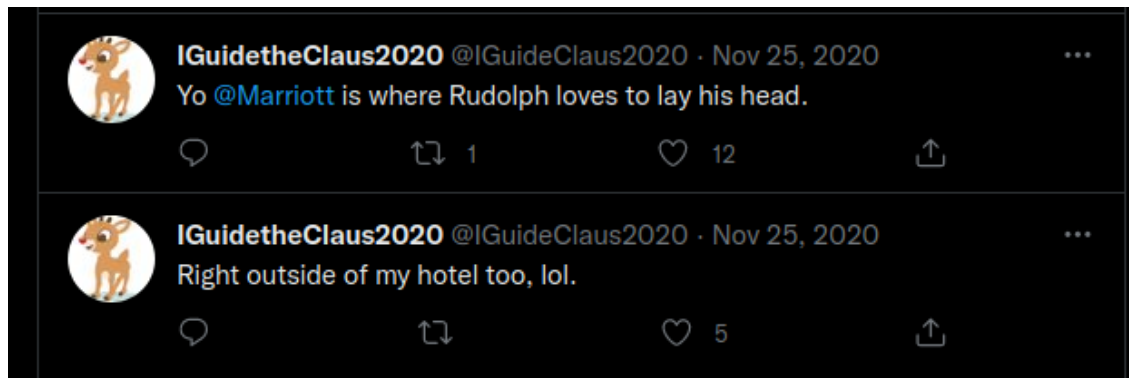 IGuidetheClaus2020 @IGuideClaus2020 · Nov 25, 2020
Yo @Marriott is where Rudolph loves to lay his head.
1 12
IGuidetheClaus2020 @IGuideClaus2020 · Nov 25, 2020
Right outside of my hotel too, lol.
5